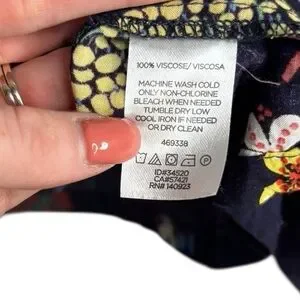 100% VISCOSE/ VISCOSA
MACHINE WASH COLD
ONLY NON-CHLORINE
BLEACH WHEN NEEDED
TUMBLE DRY LOW
COOL IRON IF NEEDED
OR DRY CLEAN
469338
ID#34520
CA#57421
RN# 140923